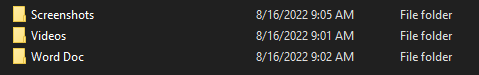 Screenshots 8/16/2022 9:05 AM File folder
Videos 8/16/2022 9:01 AM File folder
Word Doc 8/16/2022 9:02 AM File folder